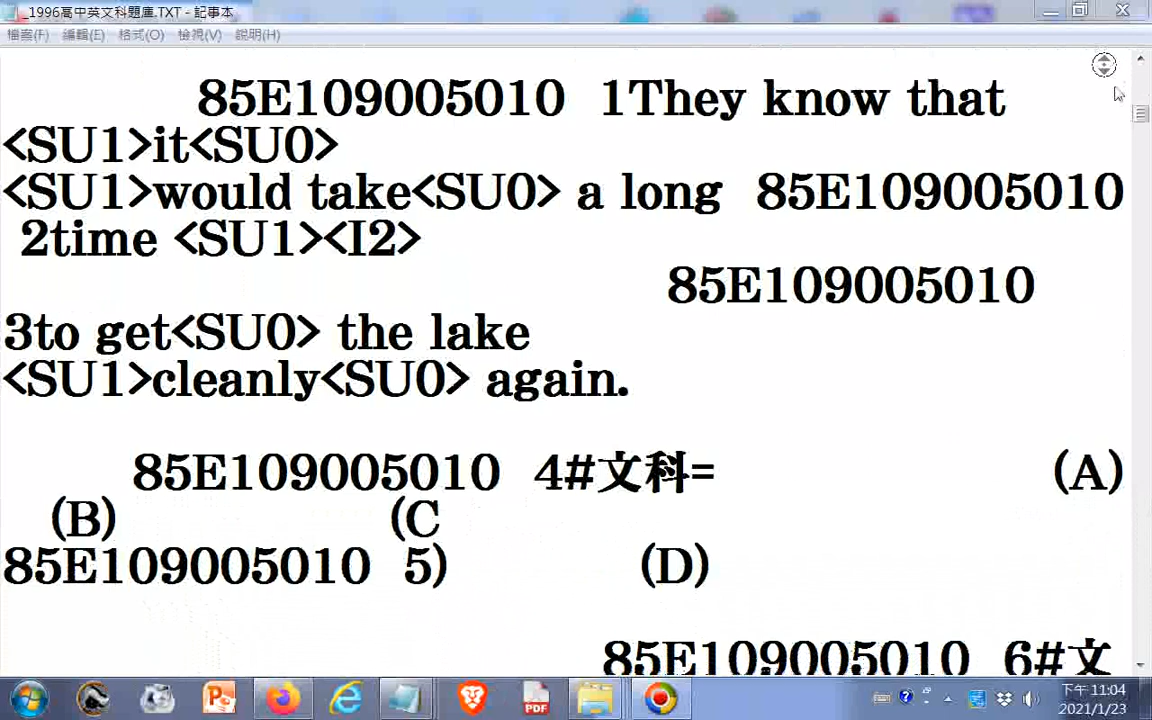 _1996高中英文科題庫.TXT - 記事本
檔案(F) 編輯(E) 格式(O) 檢視(V) 說明(H)
85E109005010 1They know that
<SU1>it<SU0>
<SU1>would take<SU0> a long 85E109005010
2time <SU1><I2>
85E109005010
3to get<SU0> the lake
<SU1>cleanly<SU0> again.
85E109005010 4#文科= (A)
(B) (C
85E109005010 5) (D)
85E109005010 6#文
PDF
下午 11:04
2021/1/23